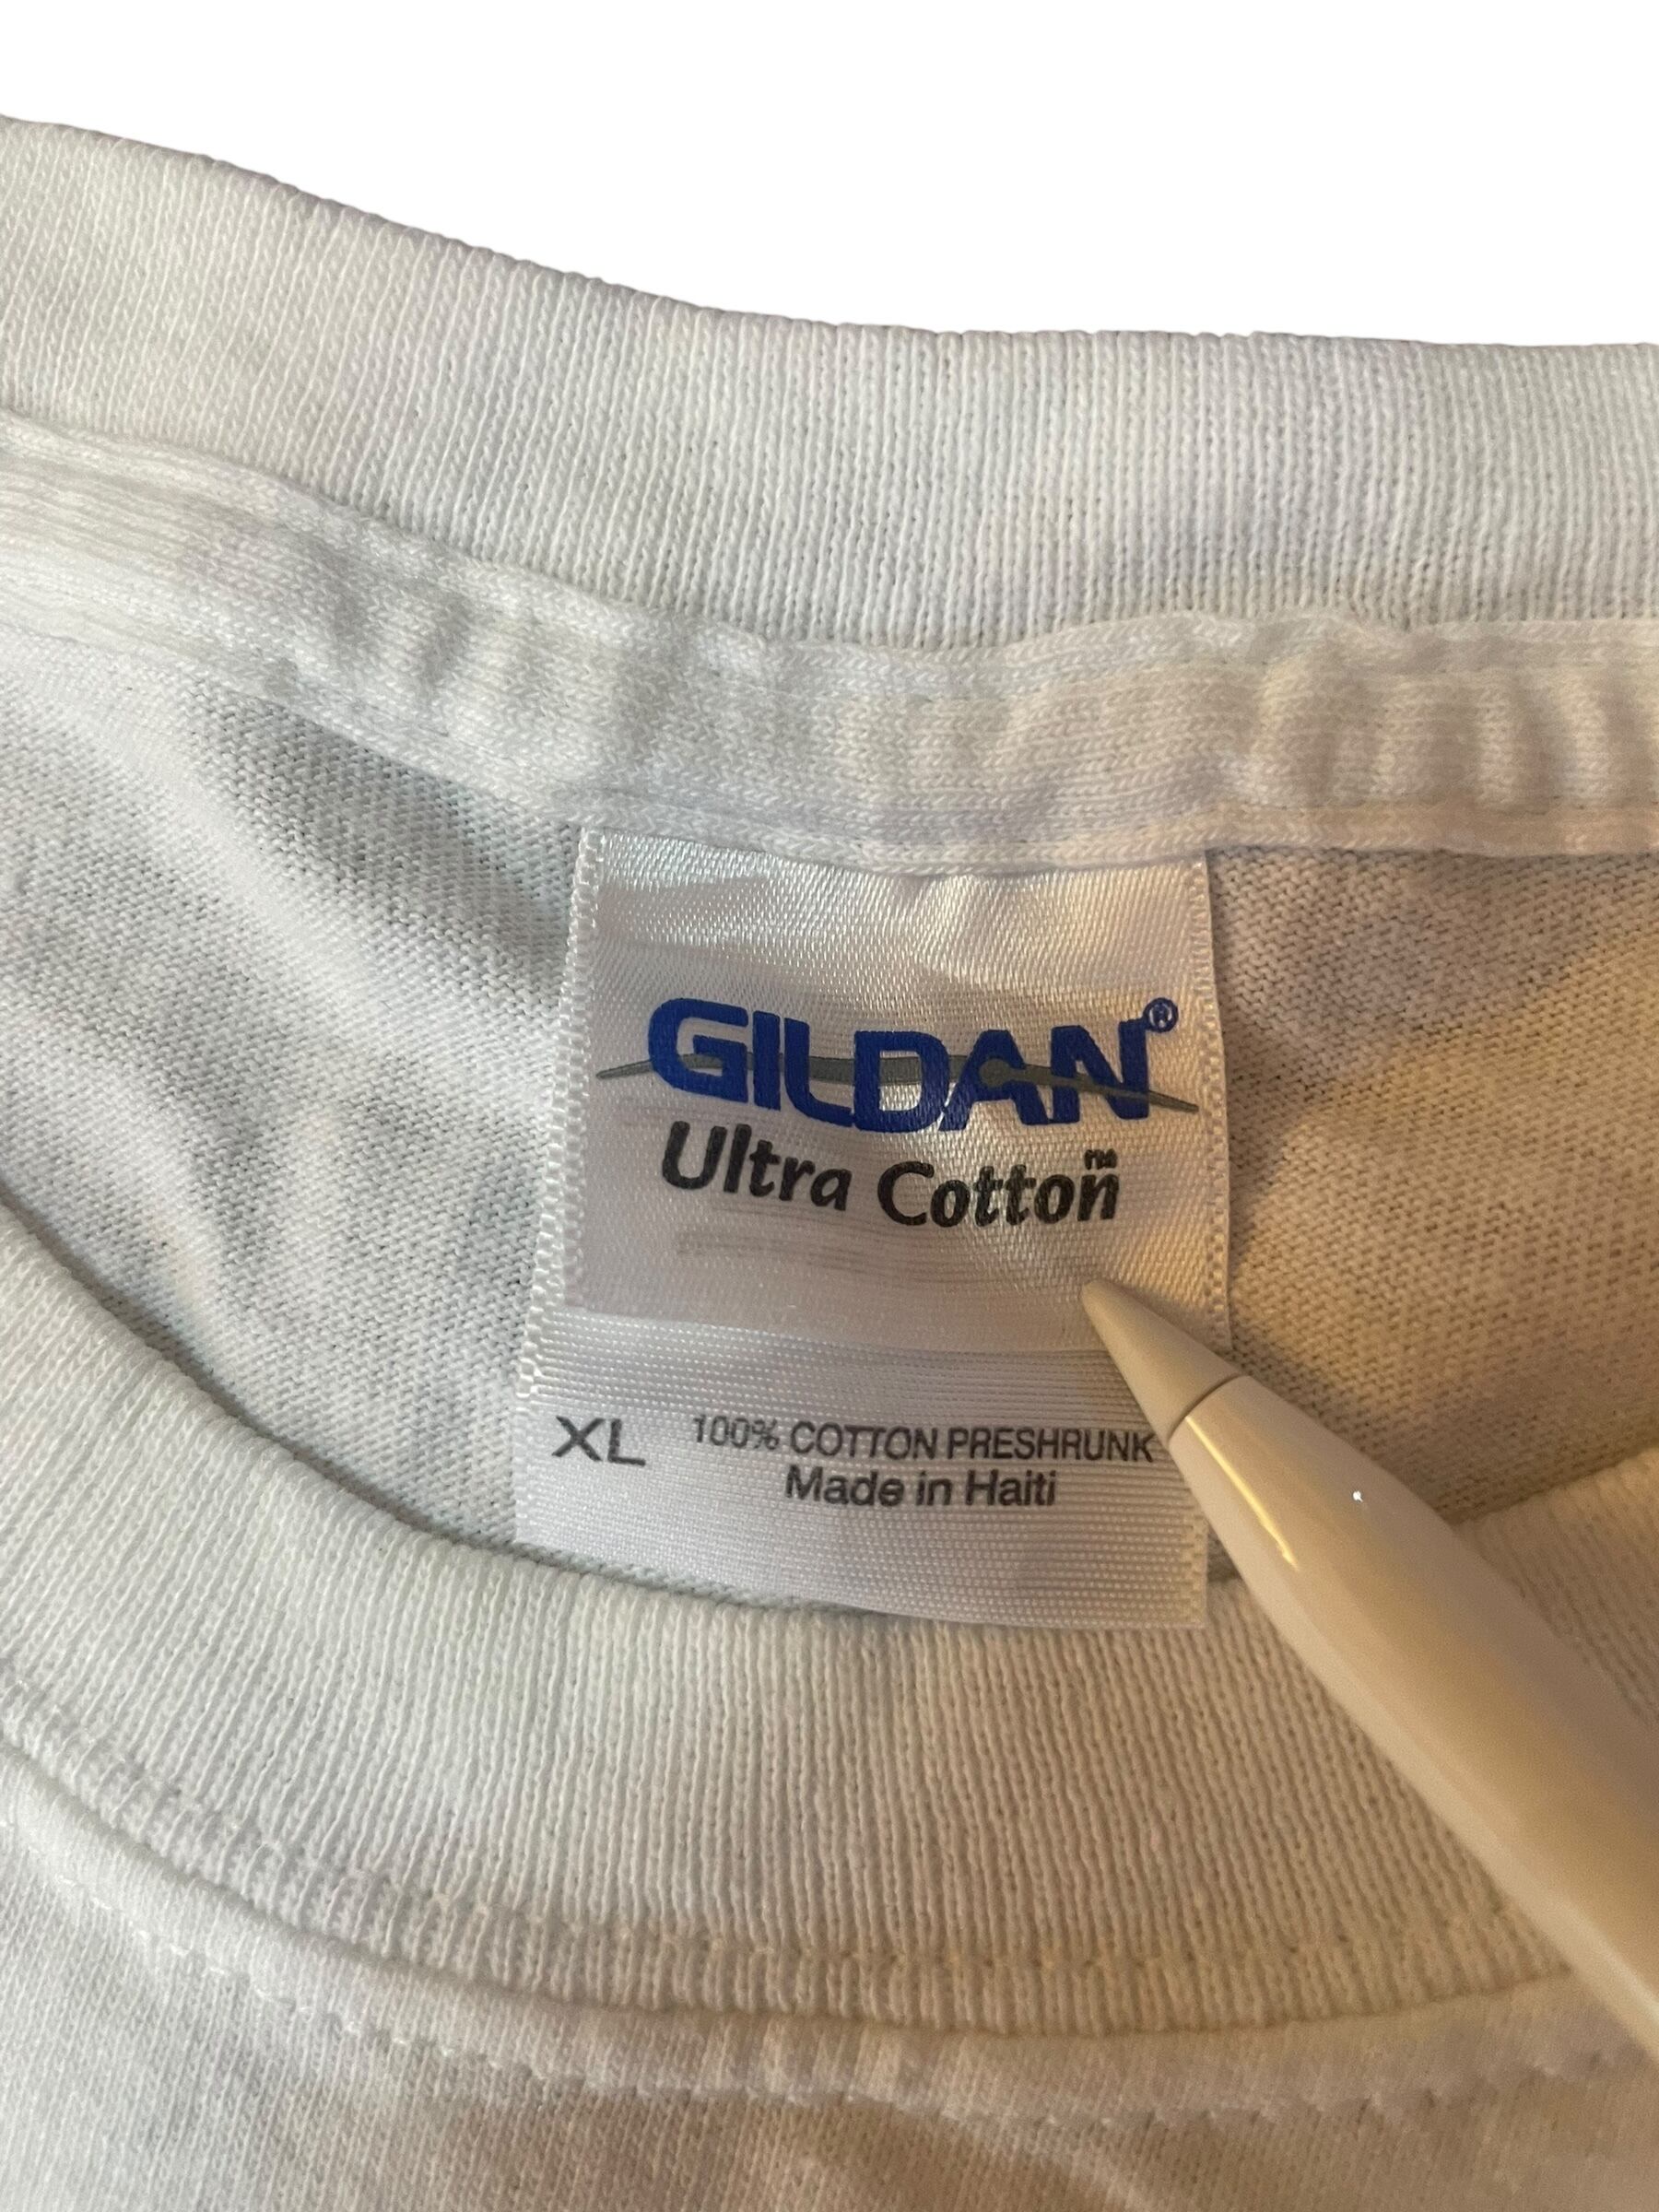 GILDAN®
Ultra Cotton™
XL 100% COTTON PRESHRUNK
Made in Haiti